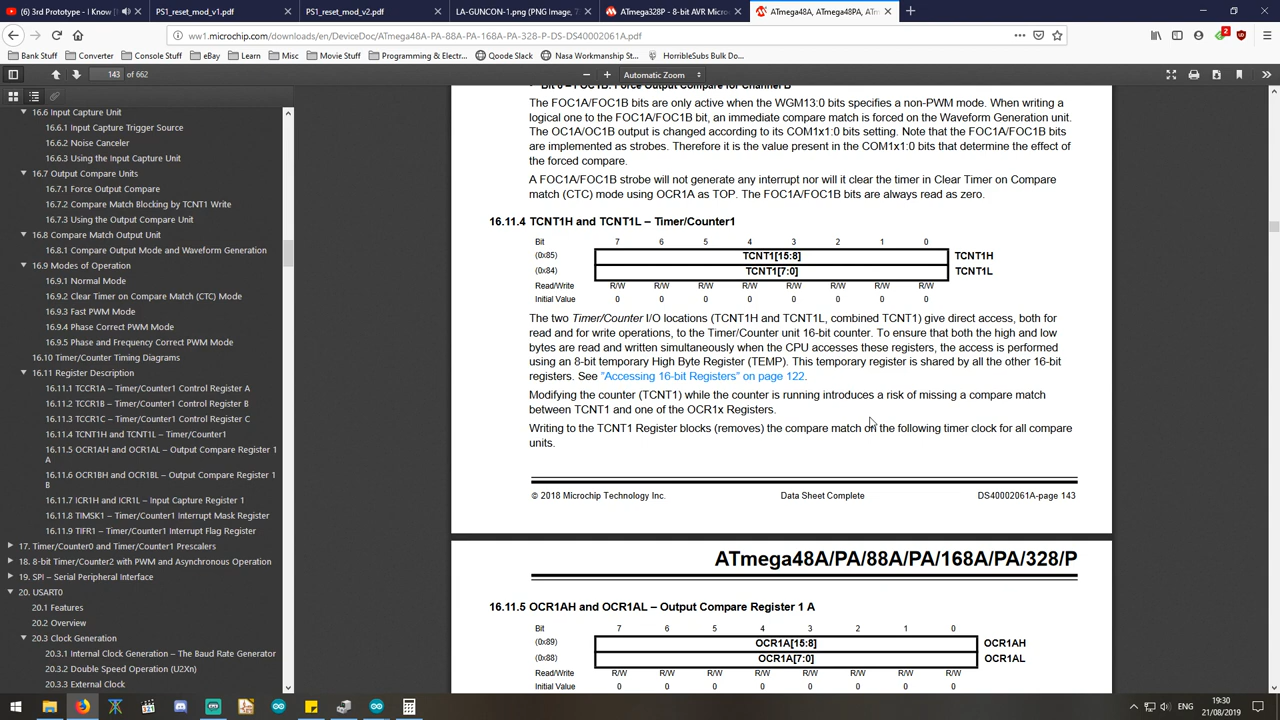 (6) 3rd Prototype - I Know
PS1_reset_mod_v1.pdf
PS1_reset_mod_v2.pdf
LA-GUNCON-1.png (PNG Image, 7
ATmega328P - 8-bit AVR Micro
ATmega48A, ATmega48PA, AT
ww1.microchip.com/downloads/en/DeviceDoc/ATmega48A-PA-88A-PA-168A-PA-328-P-DS-DS40002061A.pdf
2
Bank Stuff
Converter
Console Stuff
eBay
Learn
Misc
Movie Stuff
Programming & Electr...
Qoode Slack
Nasa Workmanship St...
HorribleSubs Bulk Do...
143 of 662
Automatic Zoom
16.6 Input Capture Unit
16.6.1 Input Capture Trigger Source
16.6.2 Noise Canceler
16.6.3 Using the Input Capture Unit
16.7 Output Compare Units
16.7.1 Force Output Compare
16.7.2 Compare Match Blocking by TCNT1 Write
16.7.3 Using the Output Compare Unit
16.8 Compare Match Output Unit
16.8.1 Compare Output Mode and Waveform Generation
16.9 Modes of Operation
16.9.1 Normal Mode
16.9.2 Clear Timer on Compare Match (CTC) Mode
16.9.3 Fast PWM Mode
16.9.4 Phase Correct PWM Mode
16.9.5 Phase and Frequency Correct PWM Mode
16.10 Timer/Counter Timing Diagrams
16.11 Register Description
16.11.1 TCCR1A – Timer/Counter1 Control Register A
16.11.2 TCCR1B – Timer/Counter1 Control Register B
16.11.3 TCCR1C – Timer/Counter1 Control Register C
16.11.4 TCNT1H and TCNT1L – Timer/Counter1
16.11.5 OCR1AH and OCR1AL – Output Compare Register 1
A
16.11.6 OCR1BH and OCR1BL – Output Compare Register 1
B
16.11.7 ICR1H and ICR1L – Input Capture Register 1
16.11.8 TIMSK1 – Timer/Counter1 Interrupt Mask Register
16.11.9 TIFR1 – Timer/Counter1 Interrupt Flag Register
17. Timer/Counter0 and Timer/Counter1 Prescalers
18. 8-bit Timer/Counter2 with PWM and Asynchronous Operation
19. SPI – Serial Peripheral Interface
20. USART0
20.1 Features
20.2 Overview
20.3 Clock Generation
20.3.1 Internal Clock Generation – The Baud Rate Generator
20.3.2 Double Speed Operation (U2Xn)
20.3.3 External Clock
• Bit 6 – FOC1B: Force Output Compare for Channel B
The FOC1A/FOC1B bits are only active when the WGM13:0 bits specifies a non-PWM mode. When writing a
logical one to the FOC1A/FOC1B bit, an immediate compare match is forced on the Waveform Generation unit.
The OC1A/OC1B output is changed according to its COM1x1:0 bits setting. Note that the FOC1A/FOC1B bits
are implemented as strobes. Therefore it is the value present in the COM1x1:0 bits that determine the effect of
the forced compare.
A FOC1A/FOC1B strobe will not generate any interrupt nor will it clear the timer in Clear Timer on Compare
match (CTC) mode using OCR1A as TOP. The FOC1A/FOC1B bits are always read as zero.
16.11.4 TCNT1H and TCNT1L – Timer/Counter1
Bit 7 6 5 4 3 2 1 0
(0x85) TCNT1[15:8] TCNT1H
(0x84) TCNT1[7:0] TCNT1L
Read/Write R/W R/W R/W R/W R/W R/W R/W R/W
Initial Value 0 0 0 0 0 0 0 0
The two Timer/Counter I/O locations (TCNT1H and TCNT1L, combined TCNT1) give direct access, both for
read and for write operations, to the Timer/Counter unit 16-bit counter. To ensure that both the high and low
bytes are read and written simultaneously when the CPU accesses these registers, the access is performed
using an 8-bit temporary High Byte Register (TEMP). This temporary register is shared by all the other 16-bit
registers. See "Accessing 16-bit Registers" on page 122.
Modifying the counter (TCNT1) while the counter is running introduces a risk of missing a compare match
between TCNT1 and one of the OCR1x Registers.
Writing to the TCNT1 Register blocks (removes) the compare match on the following timer clock for all compare
units.
© 2018 Microchip Technology Inc. Data Sheet Complete DS40002061A-page 143
ATmega48A/PA/88A/PA/168A/PA/328/P
16.11.5 OCR1AH and OCR1AL – Output Compare Register 1 A
Bit 7 6 5 4 3 2 1 0
(0x89) OCR1A[15:8] OCR1AH
(0x88) OCR1A[7:0] OCR1AL
Read/Write R/W R/W R/W R/W R/W R/W R/W R/W
Initial Value 0 0 0 0 0 0 0 0
ENG
19:30
21/08/2019